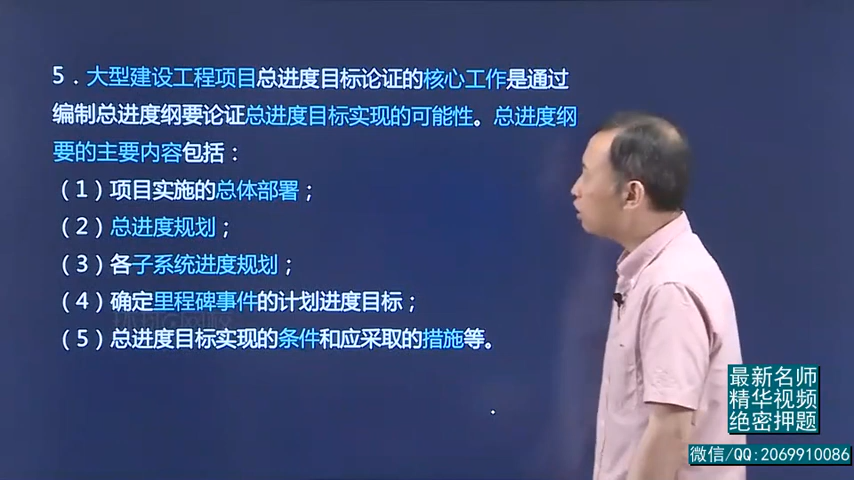 5．大型建设工程项目总进度目标论证的核心工作是通过
编制总进度纲要论证总进度目标实现的可能性。总进度纲
要的主要内容包括：
（1）项目实施的总体部署；
（2）总进度规划；
（3）各子系统进度规划；
（4）确定里程碑事件的计划进度目标；
（5）总进度目标实现的条件和应采取的措施等。
最新名师
精华视频
绝密押题
微信/QQ:2069910086